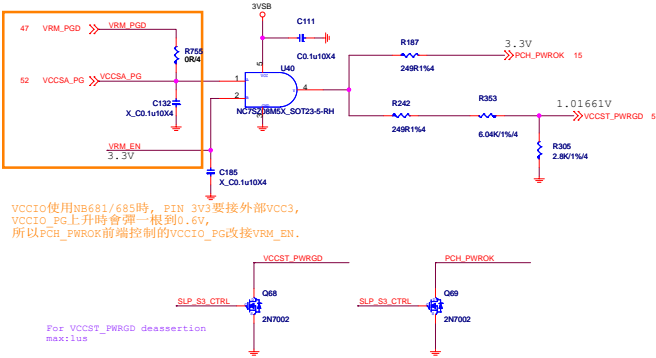 3VSB
47 VRM_PGD VRM_PGD
C111
C0.1u10X4
R755
0R/4
52 VCCSA_PG VCCSA_PG
C132
X_C0.1u10X4
1
2
3
4
5
U40
NC7SZ08M5X_SOT23-5-RH
R187
249R1%4
3.3V
PCH_PWROK 15
R242
249R1%4
R353
6.04K/1%/4
1.01661V
VCCST_PWRGD 5
R305
2.8K/1%/4
VRM_EN
3.3V
C185
X_C0.1u10X4
VCCIO使用NB681/685時, PIN 3V3要接外部VCC3,
VCCIO_PG上升時會彈一根到0.6V,
所以PCH_PWROK前端控制的VCCIO_PG改接VRM_EN.
VCCST_PWRGD
PCH_PWROK
SLP_S3_CTRL
Q68
2N7002
SLP_S3_CTRL
Q69
2N7002
For VCCST_PWRGD deassertion
max:1us